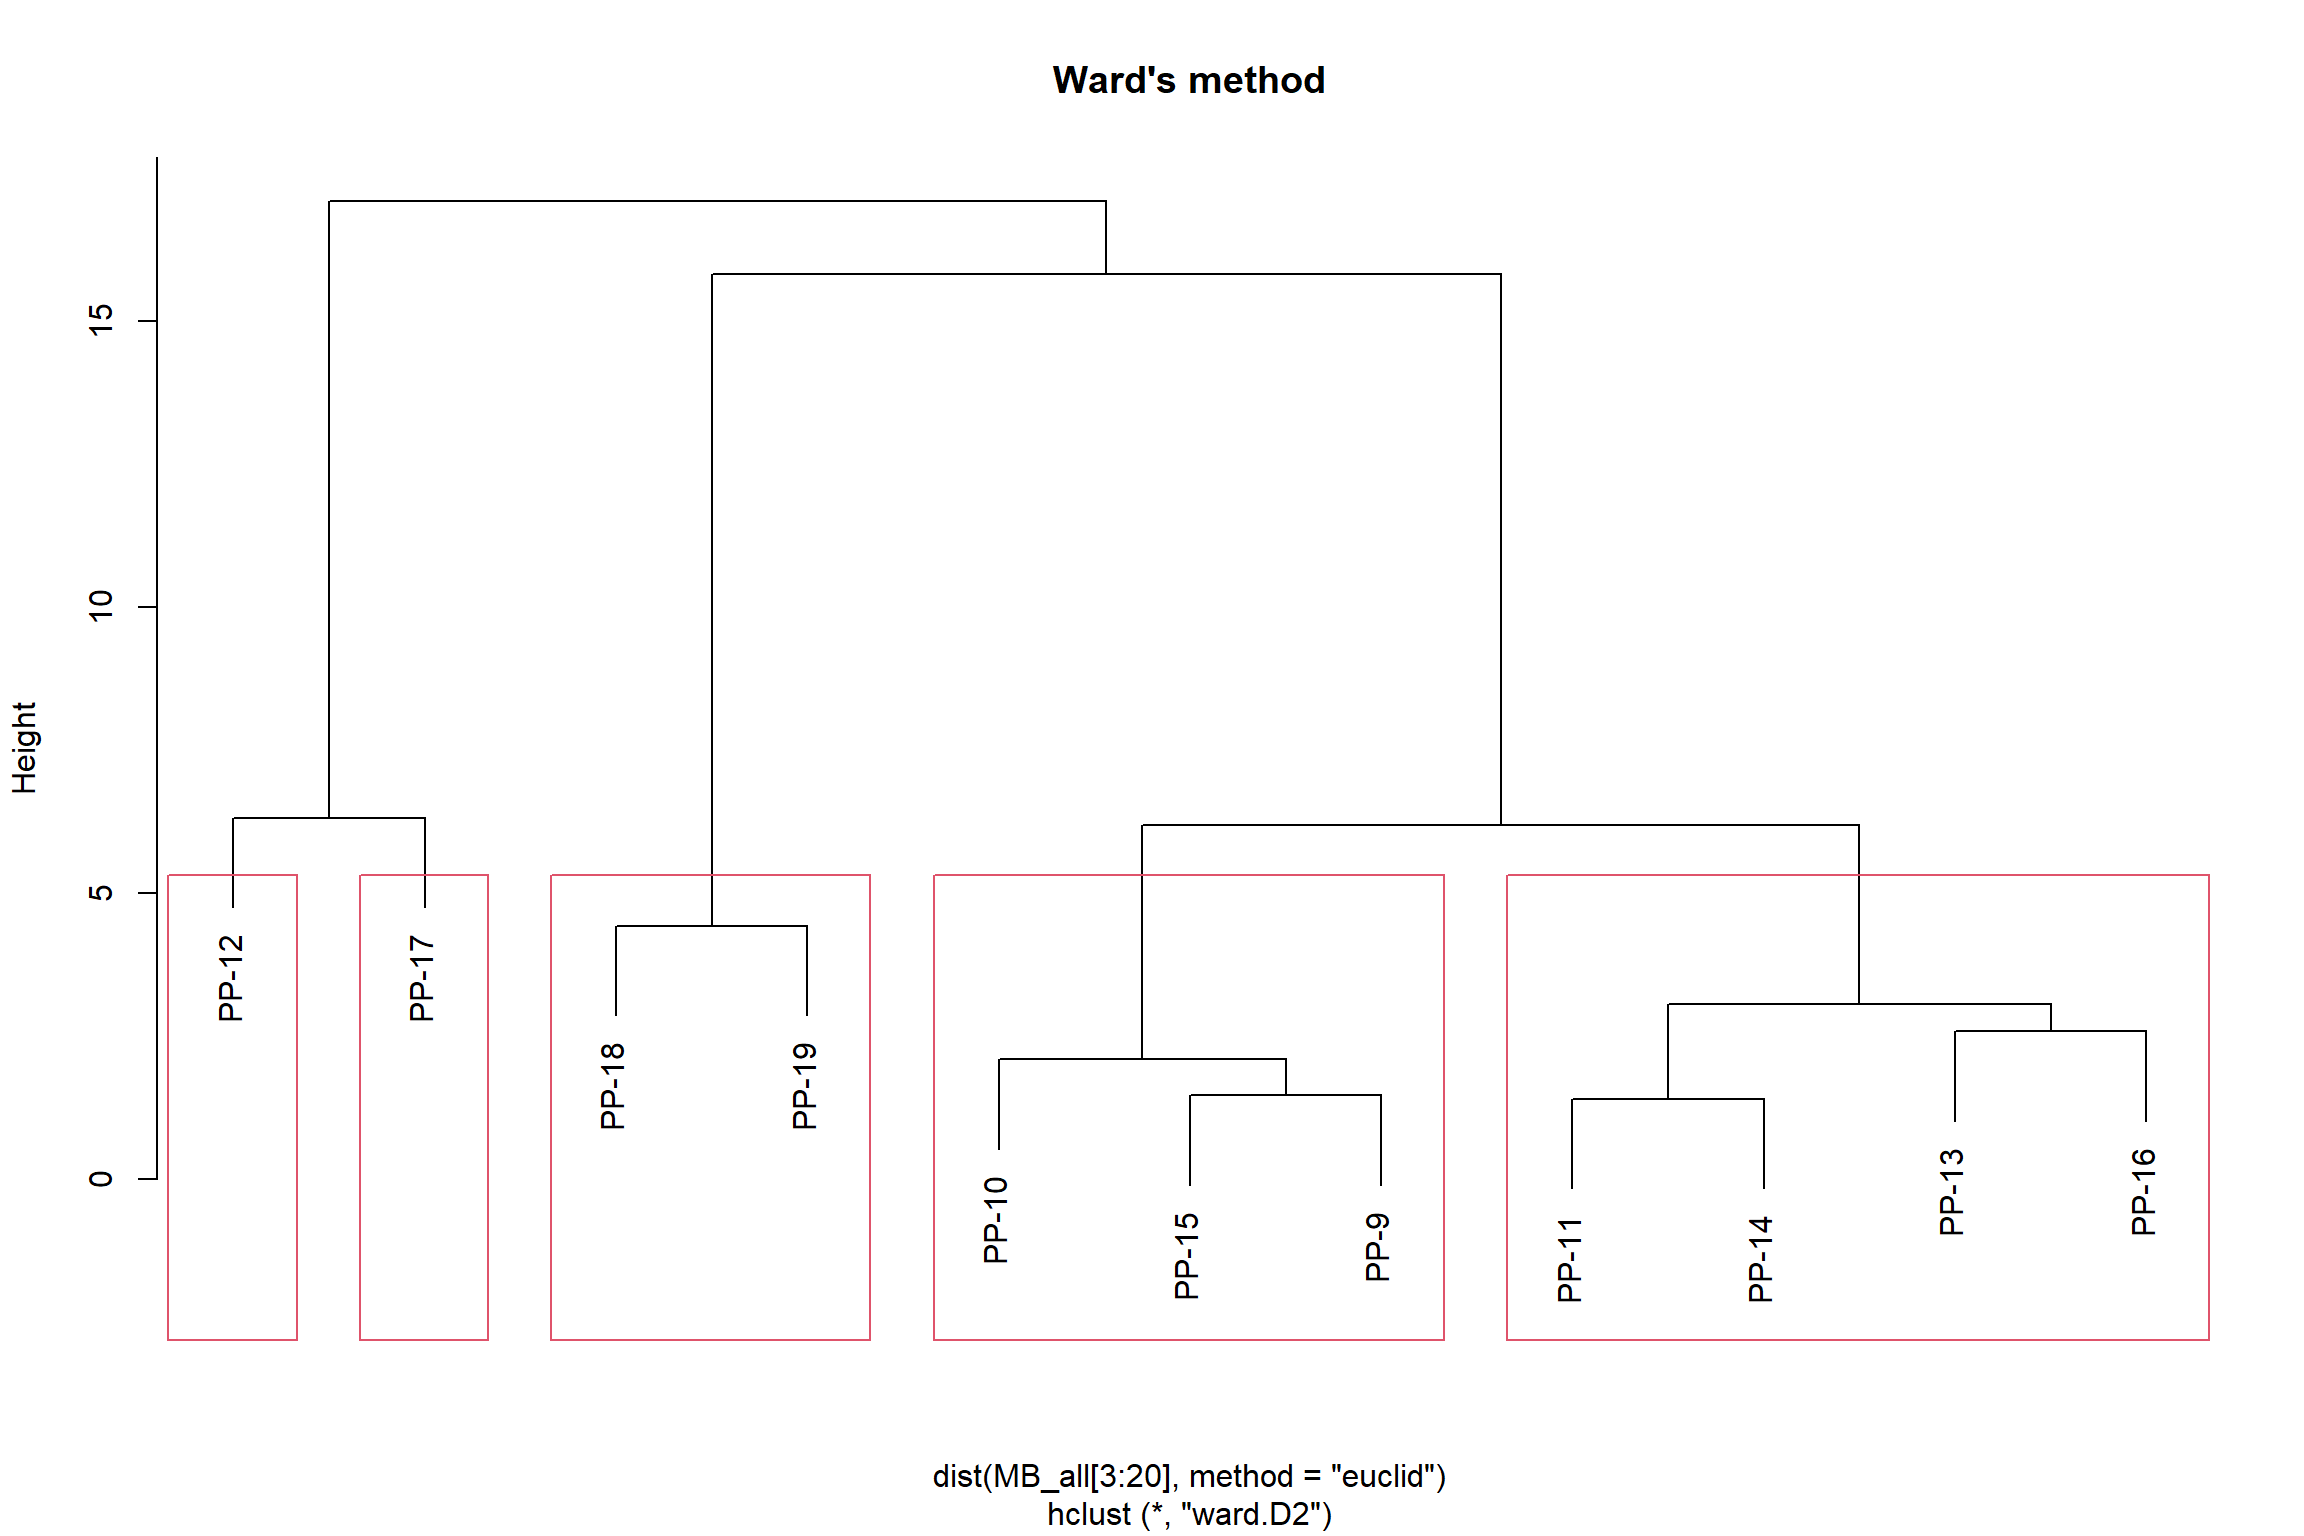 Ward's method
Height
15
10
5
0
PP-12
PP-17
PP-18
PP-19
PP-10
PP-15
PP-9
PP-11
PP-14
PP-13
PP-16
dist(MB_all[3:20], method = "euclid")
hclust (*, "ward.D2")